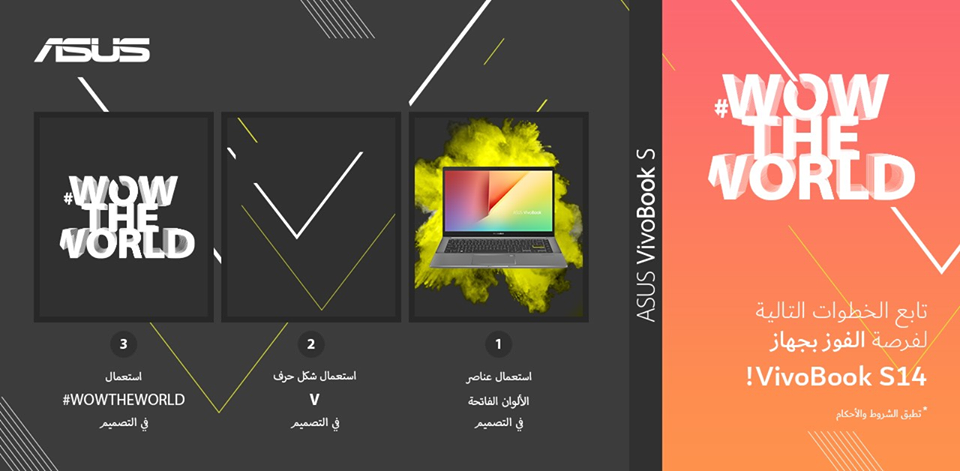 ASUS
#WOW
THE
WORLD
تابع الخطوات التالية
لفرصة الفوز بجهاز
VivoBook S14!
*تطبق الشروط والأحكام
ASUS VivoBook S
ASUS VivoBook
1
استعمال عناصر
الألوان الفاتحة
في التصميم
2
استعمال شكل حرف
V
في التصميم
#WOW
THE
WORLD
3
استعمال
#WOWTHEWORLD
في التصميم